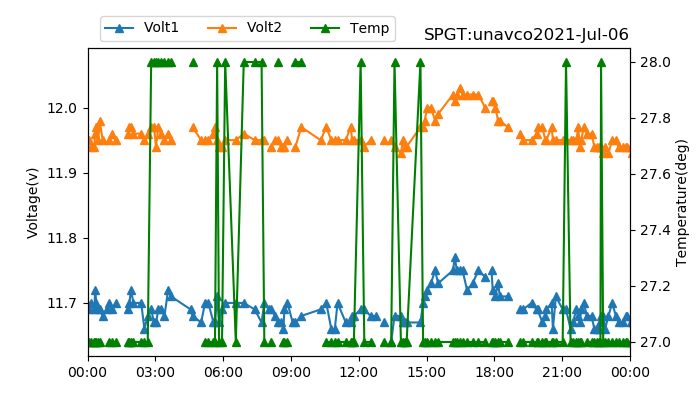 Volt1 Volt2 Temp
SPGT:unavco2021-Jul-06
12.0
11.9
11.8
11.7
Voltage(v)
28.0
27.8
27.6
27.4
27.2
27.0
Temperature(deg)
00:00 03:00 06:00 09:00 12:00 15:00 18:00 21:00 00:00